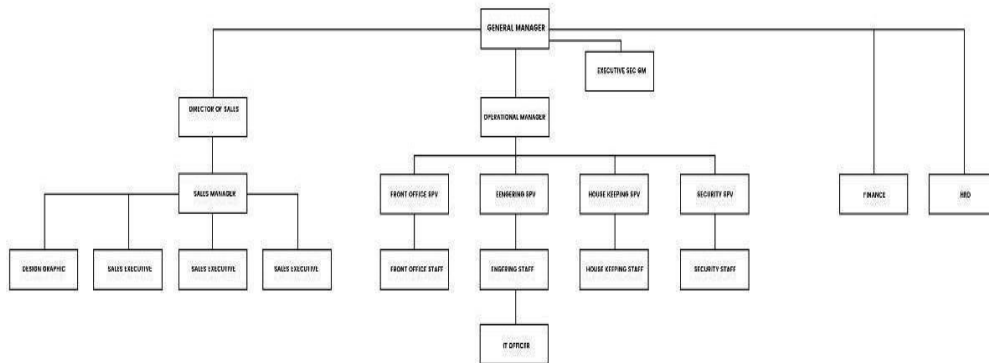 GENERAL MANAGER
EXECUTIVE SEC GM
DIRECTOR OF SALES
OPERATIONAL MANAGER
SALES MANAGER
FRONT OFFICE SPV
EENGERING SPV
HOUSE KEEPING SPV
SECURITY SPV
FINANCE
HRD
DESIGN GRAPHIC
SALES EXECUTIVE
SALES EXECUTIVE
SALES EXECUTIVE
FRONT OFFICE STAFF
ENGERING STAFF
HOUSE KEEPING STAFF
SECURITY STAFF
IT OFFICER